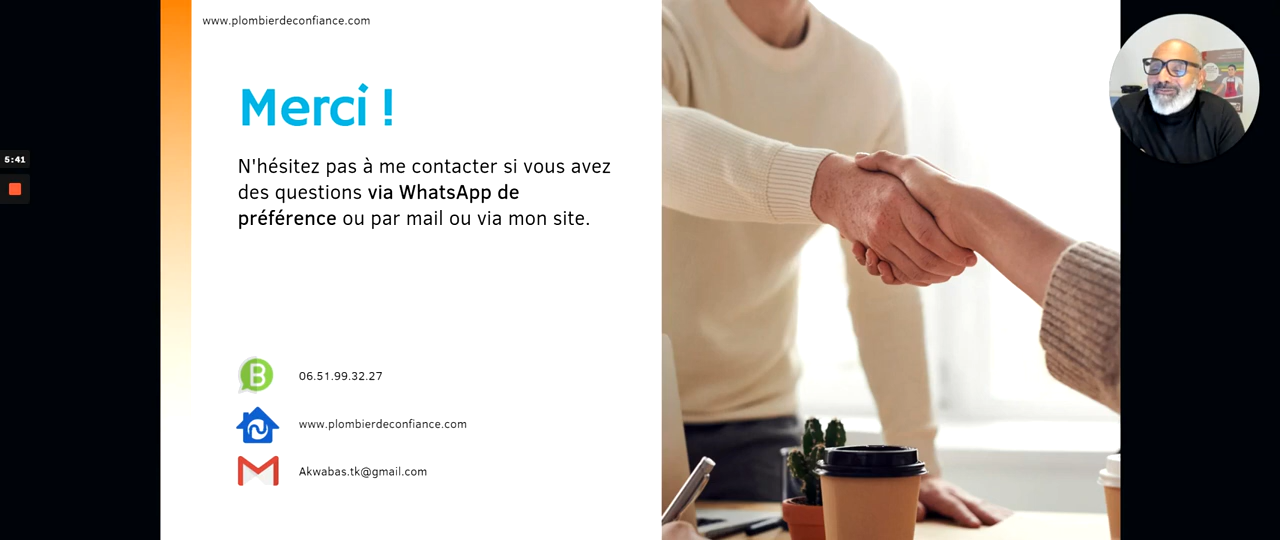 www.plombierdeconfiance.com
Merci !
N'hésitez pas à me contacter si vous avez
des questions via WhatsApp de
préférence ou par mail ou via mon site.
5:41
B
06.51.99.32.27
www.plombierdeconfiance.com
Akwabas.tk@gmail.com